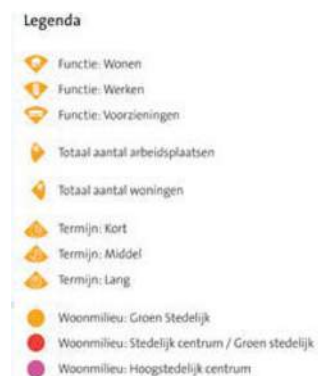 Legenda
Functie: Wonen
Functie: Werken
Functie: Voorzieningen
Totaal aantal arbeidsplaatsen
Totaal aantal woningen
Termijn: Kort
Termijn: Middel
Termijn: Lang
Woonmilieu: Groen Stedelijk
Woonmilieu: Stedelijk centrum / Groen stedelijk
Woonmilieu: Hoogstedelijk centrum